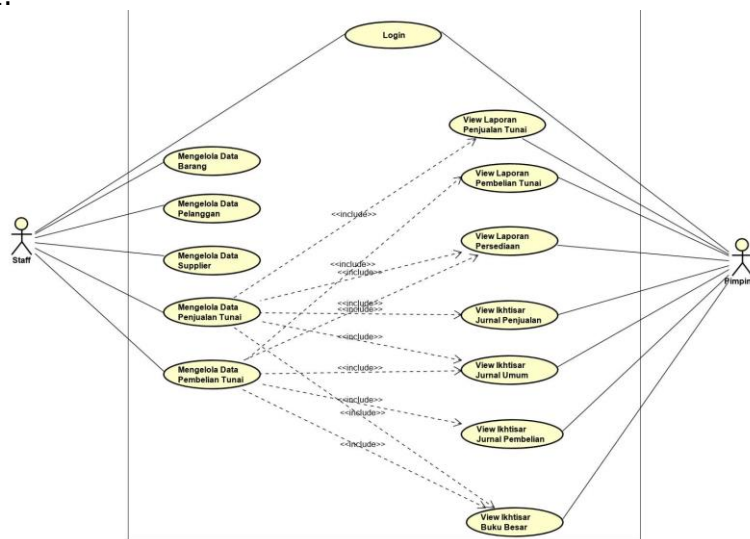 Login
View Laporan
Penjualan Tunai
Mengelola Data
Barang
View Laporan
Pembelian Tunai
Mengelola Data
Pelanggan
<<include>>
View Laporan
Persediaan
Staff
Mengelola Data
Supplier
<<include>>
<<include>>
Pimpin
Mengelola Data
Penjualan Tunai
<<include>>
<<include>>
View Ikhtisar
Jurnal Penjualan
<<include>>
Mengelola Data
Pembelian Tunai
<<include>>
View Ikhtisar
Jurnal Umum
<<include>>
<<include>>
View Ikhtisar
Jurnal Pembelian
<<include>>
View Ikhtisar
Buku Besar